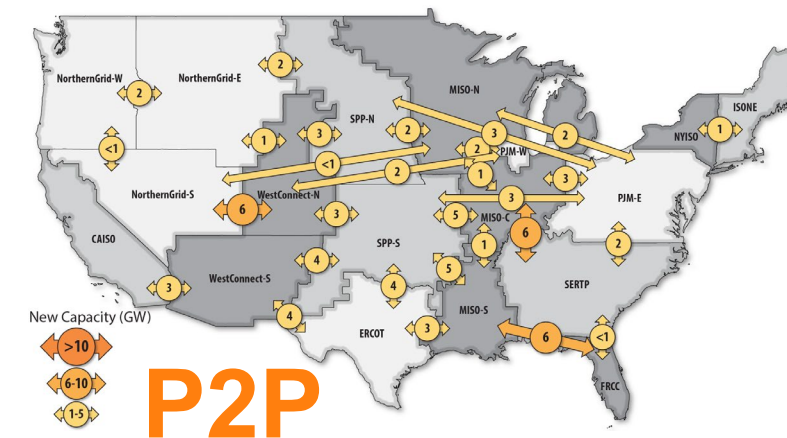 2
MISO-N
NorthernGrid-W
NorthernGrid-E
2
SPP-N
ISONE
NYISO
<1
1
3
2
3
2
1
2
PJM-W
<1
2
1
3
NorthernGrid-S
WestConnect-N
3
PJM-E
6
3
5
MISO-C
6
CAISO
SPP-S
1
2
WestConnect-S
4
5
3
4
SERTP
New Capacity (GW)
4
MISO-S
ERCOT
3
6
<1
>10
6-10
FRCC
1-5
P2P